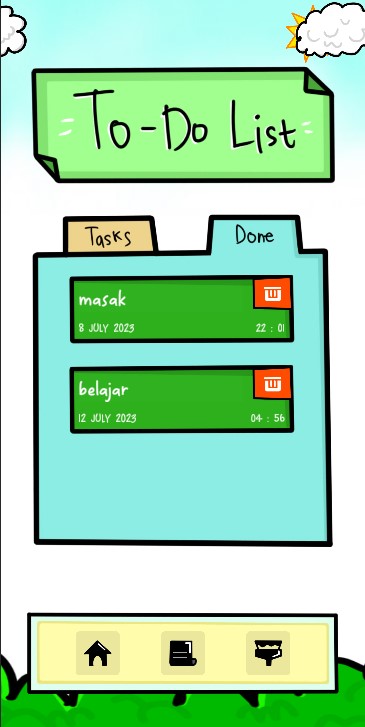 To-Do List
Tasks
Done
masak
8 JULY 2023
22 : 01
belajar
12 JULY 2023
04 : 56